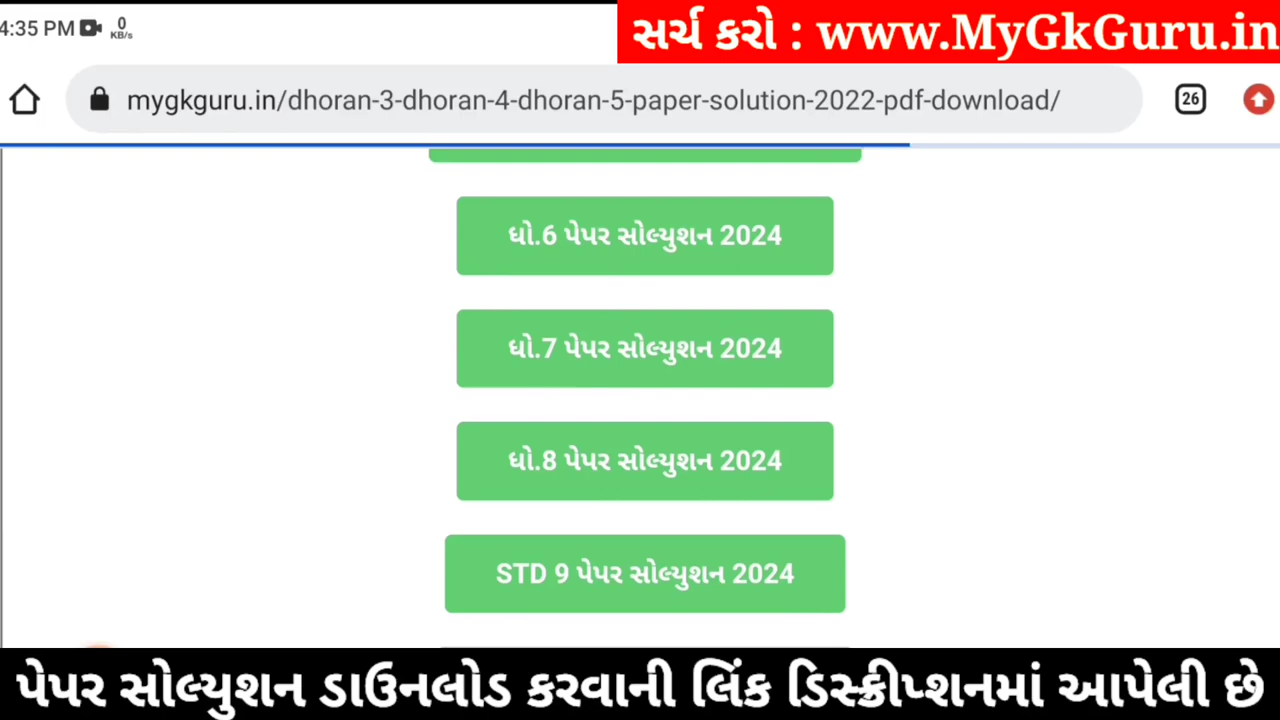 4:35 PM 0 KB/s
સર્ચ કરો : www.MyGkGuru.in
mygkguru.in/dhoran-3-dhoran-4-dhoran-5-paper-solution-2022-pdf-download/ 26
ધો.6 પેપર સોલ્યુશન 2024
ધો.7 પેપર સોલ્યુશન 2024
ધો.8 પેપર સોલ્યુશન 2024
STD 9 પેપર સોલ્યુશન 2024
પેપર સોલ્યુશન ડાઉનલોડ કરવાની લિંક ડિસ્ક્રીપ્શનમાં આપેલી છે